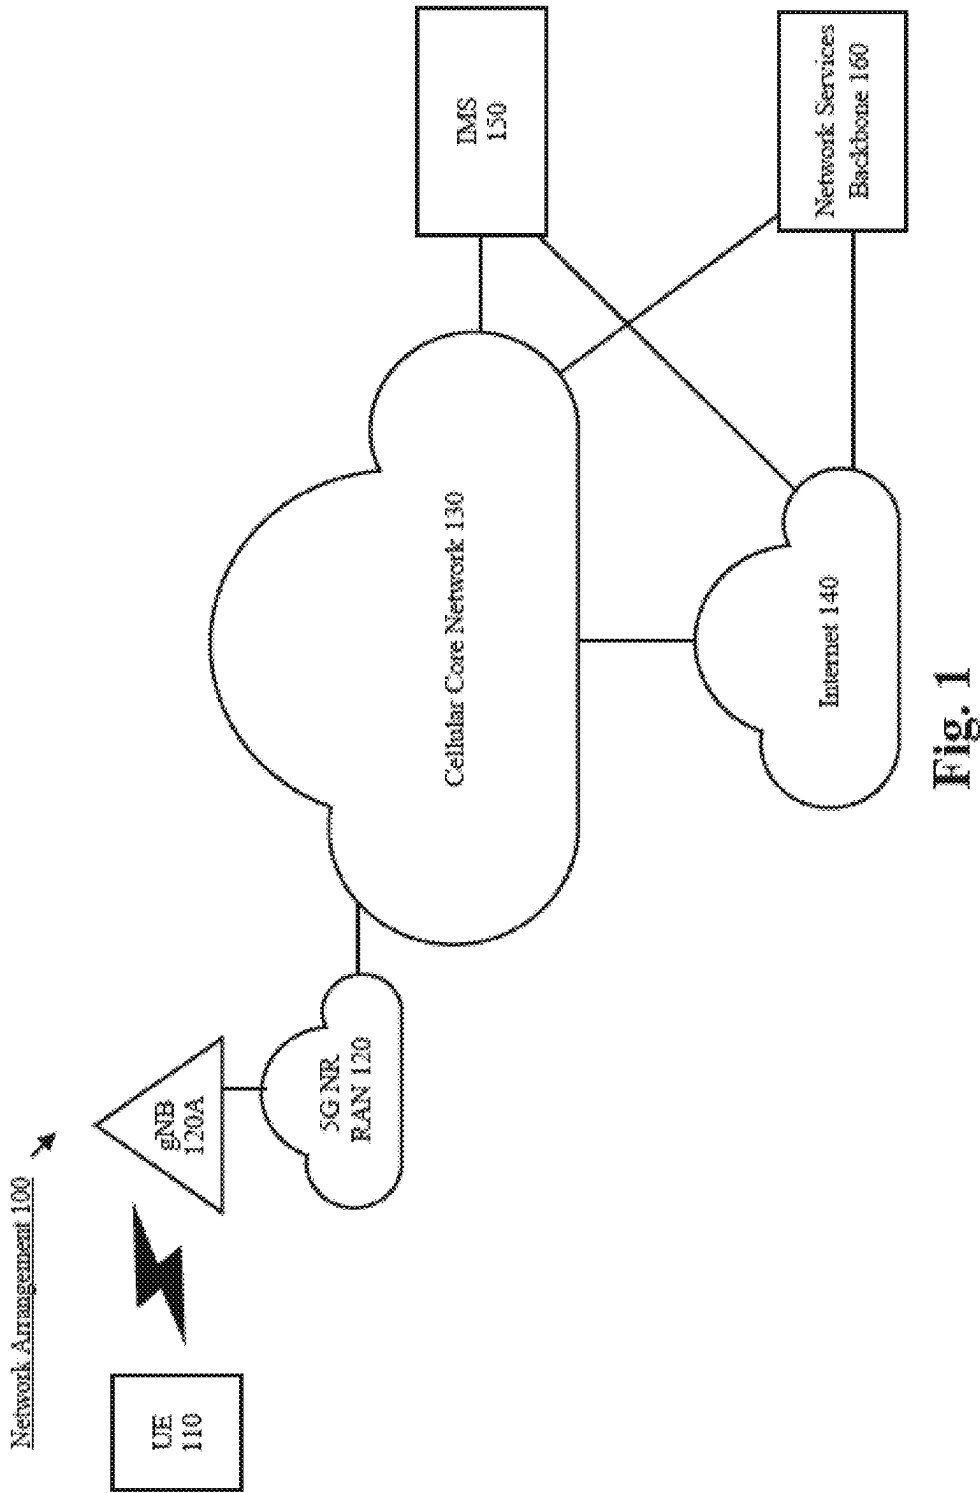 Network Arrangement 100
UE
110
gNB
120A
5G NR
RAN 120
Cellular Core Network 130
IMS
150
Internet 140
Network Services
Backbone 160
Fig. 1